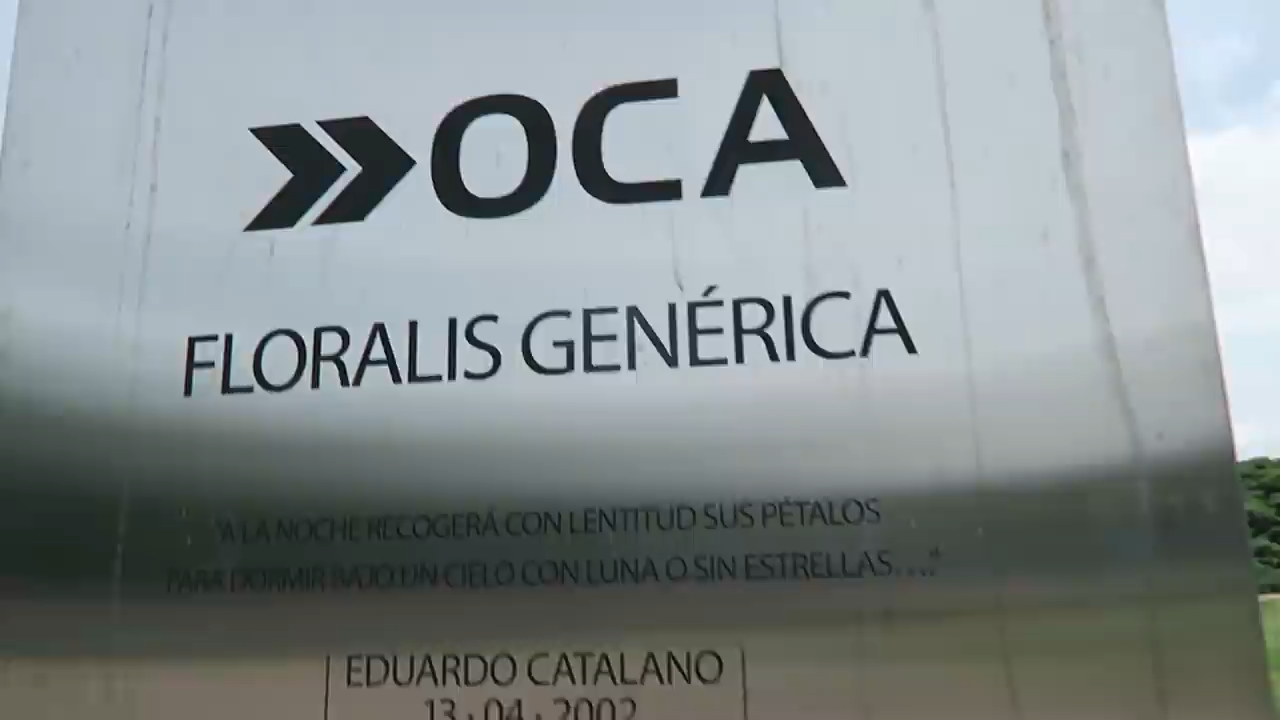 OCA
FLORALIS GENÉRICA
"A LA NOCHE RECOGERÁ CON LENTITUD SUS PÉTALOS
PARA DORMIR BAJO UN CIELO CON LUNA O SIN ESTRELLAS...."
EDUARDO CATALANO
13.04.2002